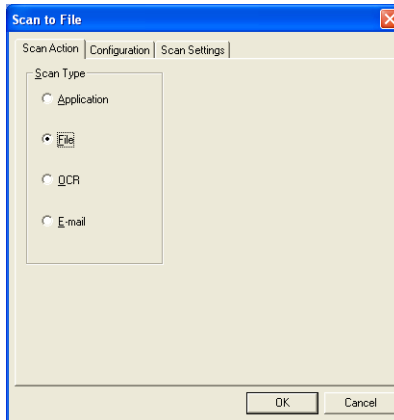 Scan to File
Scan Action Configuration Scan Settings
Scan Type
Application
File
OCR
E-mail
OK Cancel